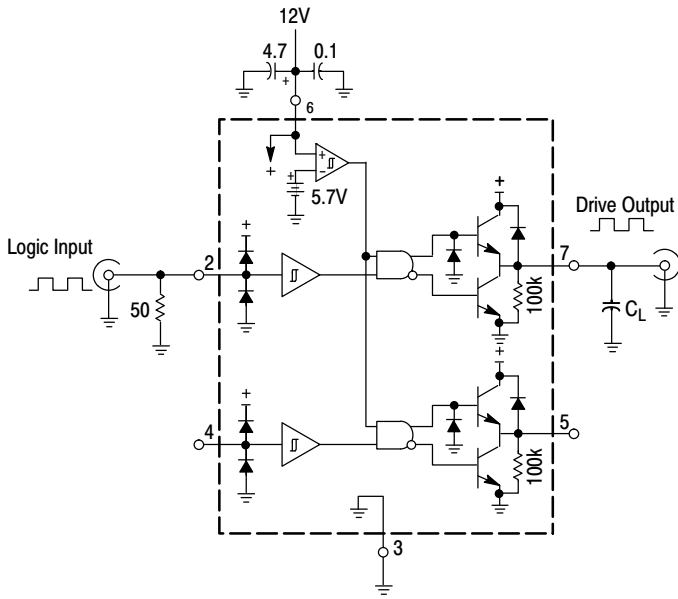 12V
4.7
0.1
+
6
+
+
−
+
5.7V
+
+
Drive Output
Logic Input
2
7
50
100k
CL
+
+
4
5
100k
3